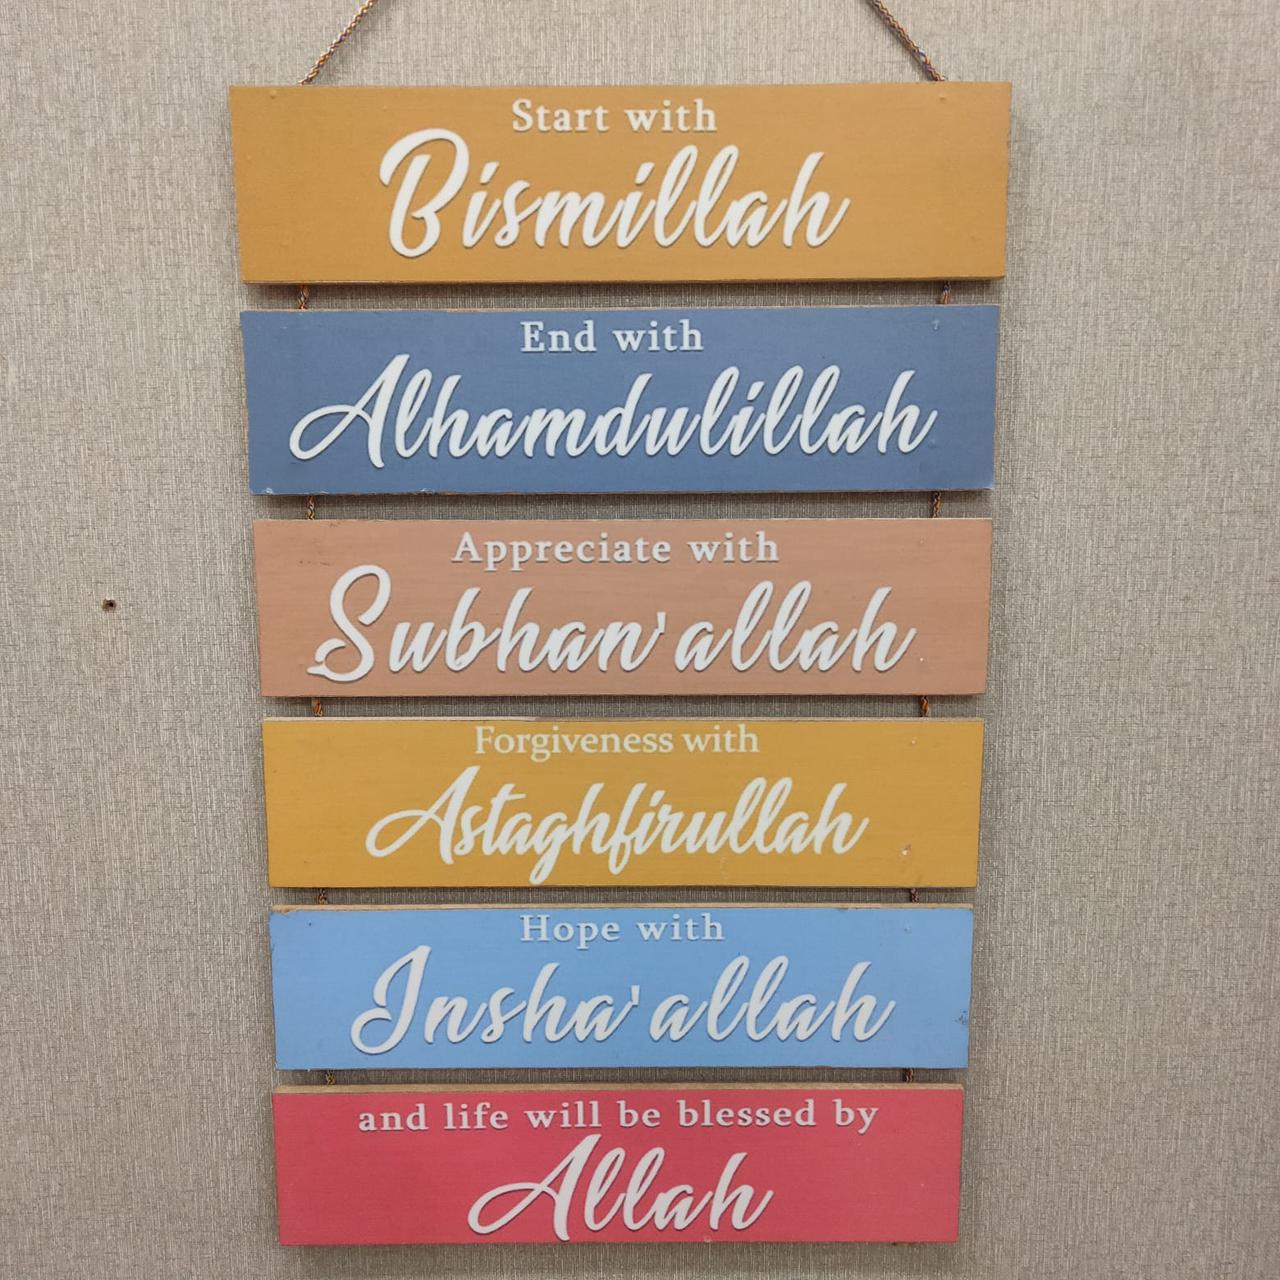 Start with
Bismillah
End with
Alhamdulillah
Appreciate with
Subhan'allah
Forgiveness with
Astaghfirullah
Hope with
Insha'allah
and life will be blessed by
Allah